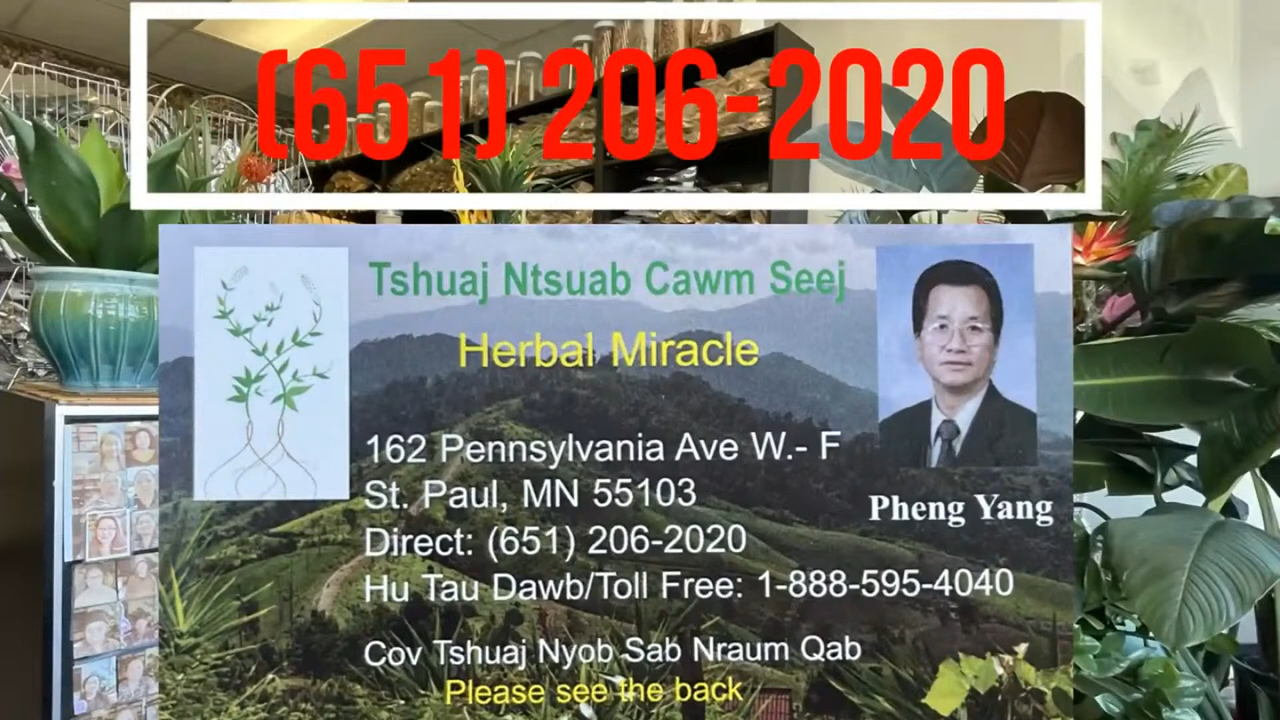 (651) 206-2020
Tshuaj Ntsuab Cawm Seej
Herbal Miracle
162 Pennsylvania Ave W.- F
St. Paul, MN 55103
Direct: (651) 206-2020
Pheng Yang
Hu Tau Dawb/Toll Free: 1-888-595-4040
Cov Tshuaj Nyob Sab Nraum Qab
Please see the back